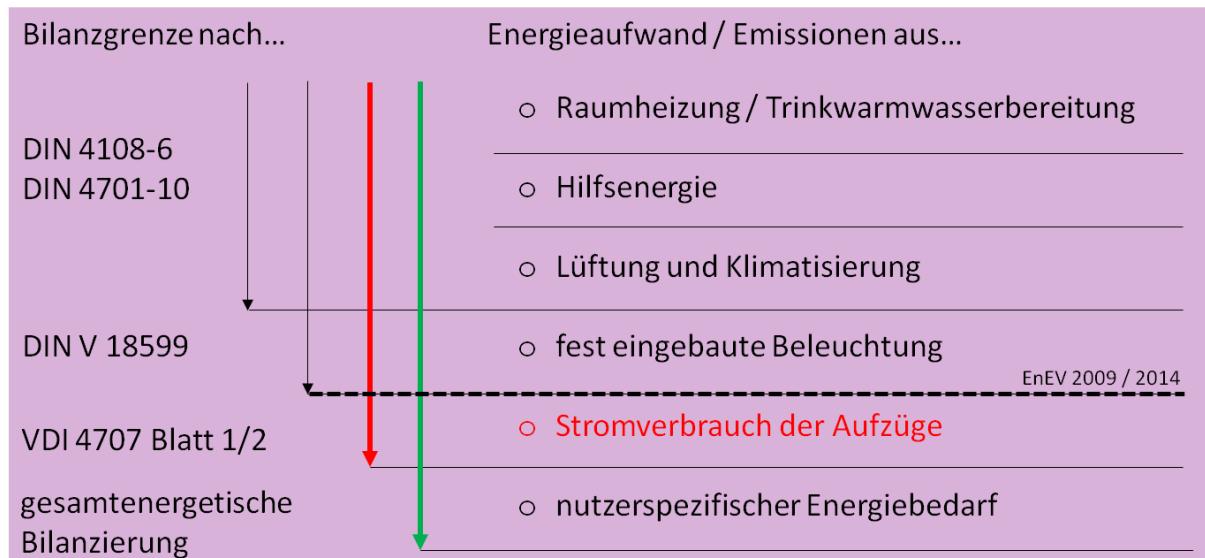 Bilanzgrenze nach...
Energieaufwand / Emissionen aus...
Raumheizung / Trinkwarmwasserbereitung
DIN 4108-6
DIN 4701-10
Hilfsenergie
Lüftung und Klimatisierung
DIN V 18599
fest eingebaute Beleuchtung
EnEV 2009 / 2014
Stromverbrauch der Aufzüge
VDI 4707 Blatt 1/2
gesamtenergetische
Bilanzierung
nutzerspezifischer Energiebedarf